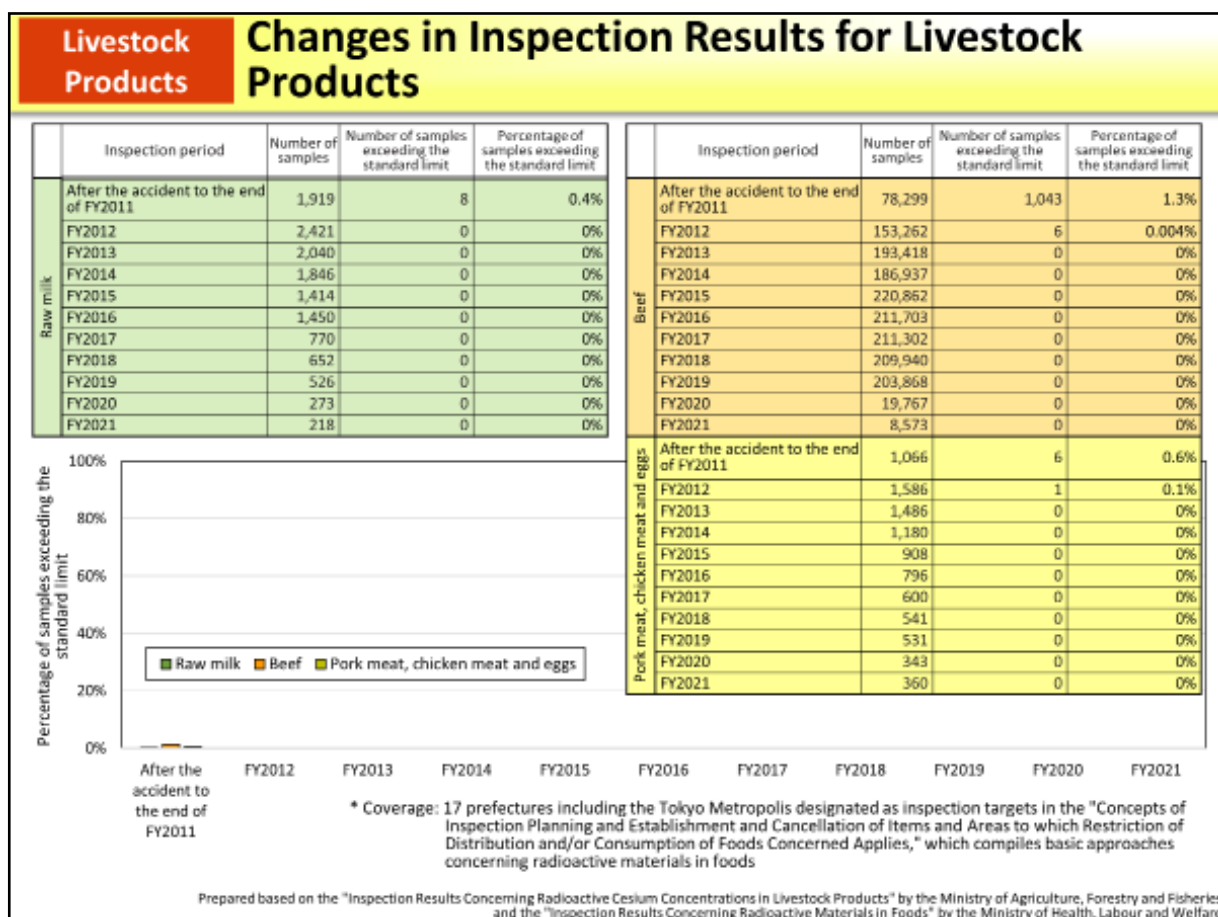 Livestock
Products
Changes in Inspection Results for Livestock
Products
Inspection period
Number of
samples
Number of samples
exceeding the
standard limit
Percentage of
samples exceeding
the standard limit
Raw milk
After the accident to the end
of FY2011
1,919 8 0.4%
FY2012 2,421 0 0%
FY2013 2,040 0 0%
FY2014 1,846 0 0%
FY2015 1,414 0 0%
FY2016 1,450 0 0%
FY2017 770 0 0%
FY2018 652 0 0%
FY2019 526 0 0%
FY2020 273 0 0%
FY2021 218 0 0%
Inspection period
Number of
samples
Number of samples
exceeding the
standard limit
Percentage of
samples exceeding
the standard limit
Beef
After the accident to the end
of FY2011
78,299 1,043 1.3%
FY2012 153,262 6 0.004%
FY2013 193,418 0 0%
FY2014 186,937 0 0%
FY2015 220,862 0 0%
FY2016 211,703 0 0%
FY2017 211,302 0 0%
FY2018 209,940 0 0%
FY2019 203,868 0 0%
FY2020 19,767 0 0%
FY2021 8,573 0 0%
Pork meat, chicken meat and eggs
After the accident to the end
of FY2011
1,066 6 0.6%
FY2012 1,586 1 0.1%
FY2013 1,486 0 0%
FY2014 1,180 0 0%
FY2015 908 0 0%
FY2016 796 0 0%
FY2017 600 0 0%
FY2018 541 0 0%
FY2019 531 0 0%
FY2020 343 0 0%
FY2021 360 0 0%
Percentage of samples exceeding the
standard limit
100%
80%
60%
40%
20%
0%
Raw milk Beef Pork meat, chicken meat and eggs
After the
accident to
the end of
FY2011
FY2012 FY2013 FY2014 FY2015 FY2016 FY2017 FY2018 FY2019 FY2020 FY2021
* Coverage: 17 prefectures including the Tokyo Metropolis designated as inspection targets in the "Concepts of
Inspection Planning and Establishment and Cancellation of Items and Areas to which Restriction of
Distribution and/or Consumption of Foods Concerned Applies," which compiles basic approaches
concerning radioactive materials in foods
Prepared based on the "Inspection Results Concerning Radioactive Cesium Concentrations in Livestock Products" by the Ministry of Agriculture, Forestry and Fisheries
and the "Inspection Results Concerning Radioactive Materials in Foods" by the Ministry of Health, Labour and Welfar